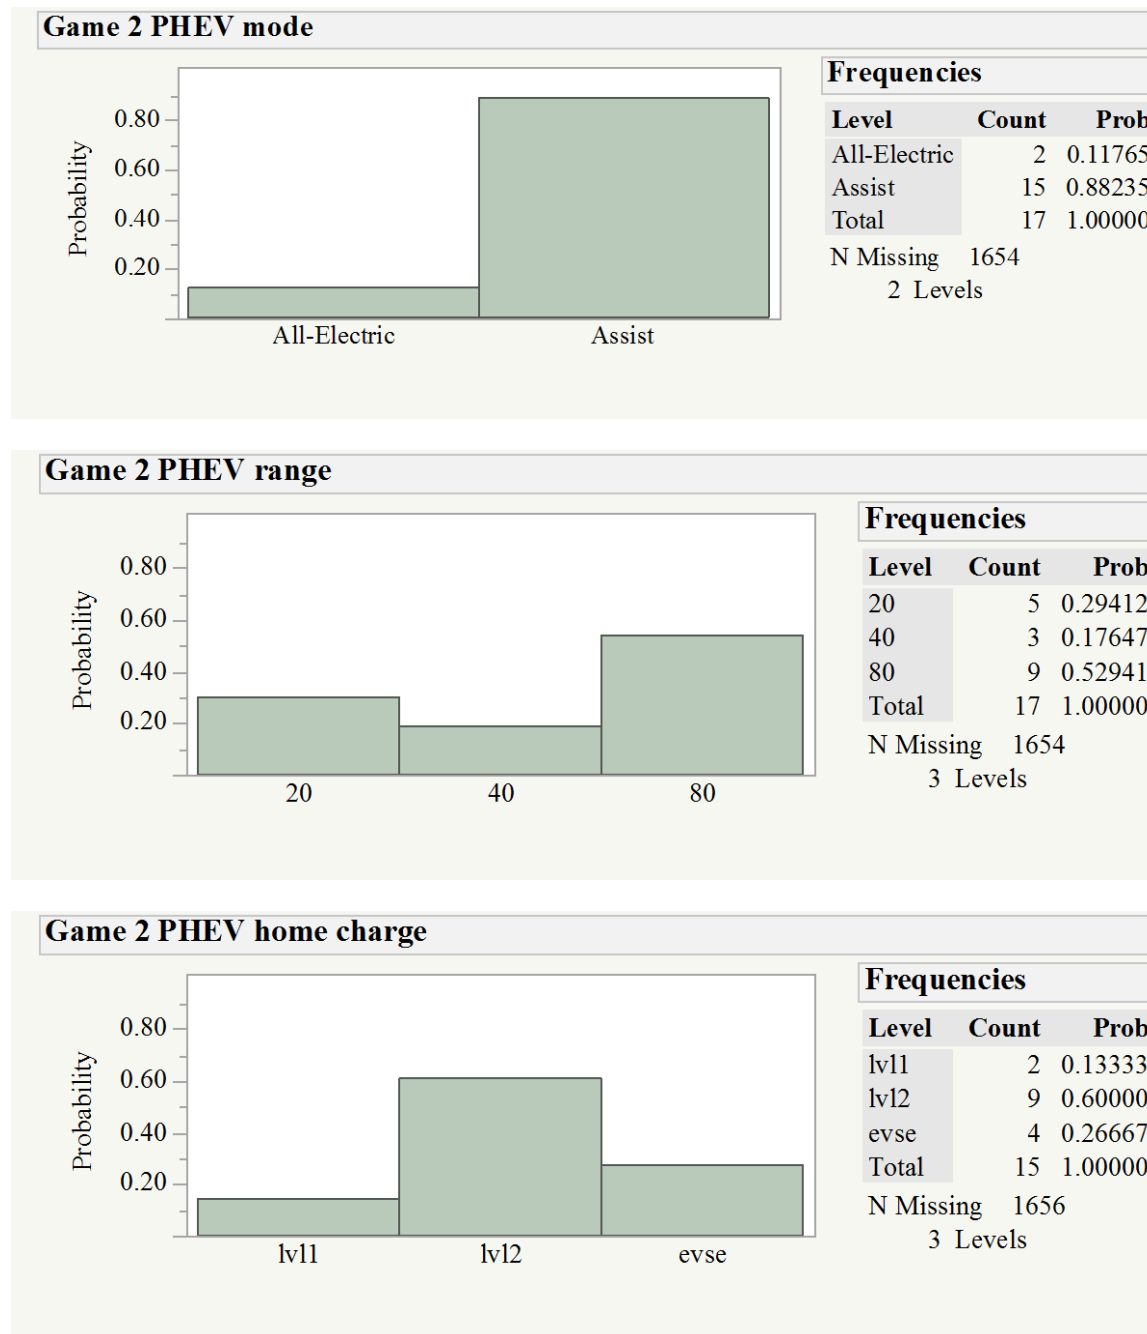 Game 2 PHEV mode
Probability
0.80
0.60
0.40
0.20
All-Electric Assist
Frequencies
Level Count Prob
All-Electric 2 0.11765
Assist 15 0.88235
Total 17 1.00000
N Missing 1654
2 Levels
Game 2 PHEV range
Probability
0.80
0.60
0.40
0.20
20 40 80
Frequencies
Level Count Prob
20 5 0.29412
40 3 0.17647
80 9 0.52941
Total 17 1.00000
N Missing 1654
3 Levels
Game 2 PHEV home charge
Probability
0.80
0.60
0.40
0.20
lvl1 lvl2 evse
Frequencies
Level Count Prob
lvl1 2 0.13333
lvl2 9 0.60000
evse 4 0.26667
Total 15 1.00000
N Missing 1656
3 Levels